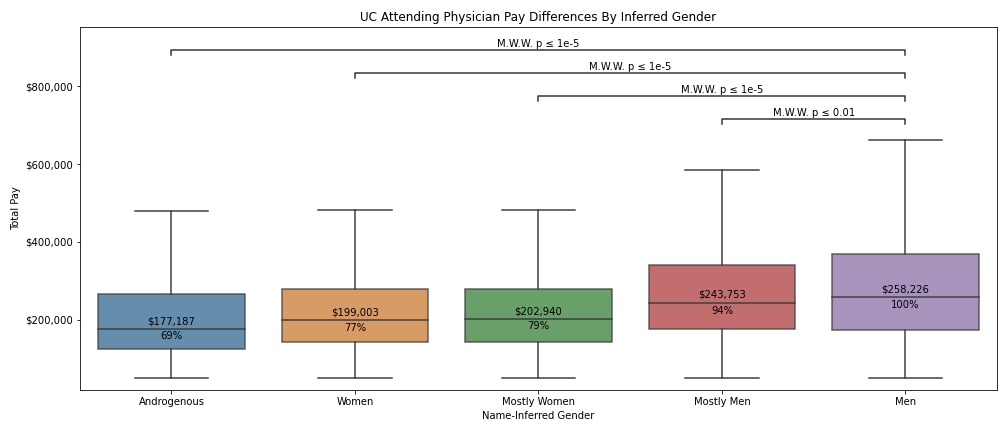 UC Attending Physician Pay Differences By Inferred Gender
M.W.W. p ≤ 1e-5
M.W.W. p ≤ 1e-5
M.W.W. p ≤ 1e-5
M.W.W. p ≤ 0.01
Total Pay
$800,000
$600,000
$400,000
$200,000
$177,187
69%
$199,003
77%
$202,940
79%
$243,753
94%
$258,226
100%
Androgenous
Women
Mostly Women
Mostly Men
Men
Name-Inferred Gender